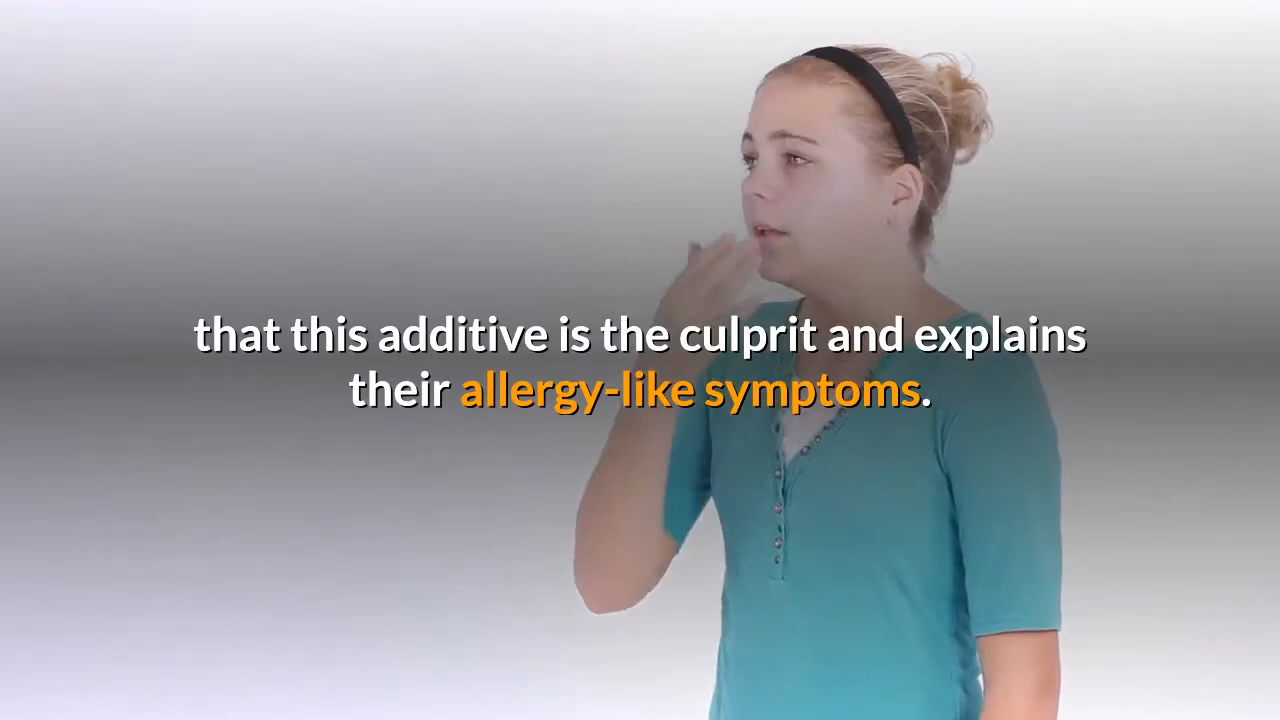 that this additive is the culprit and explains
their allergy-like symptoms.